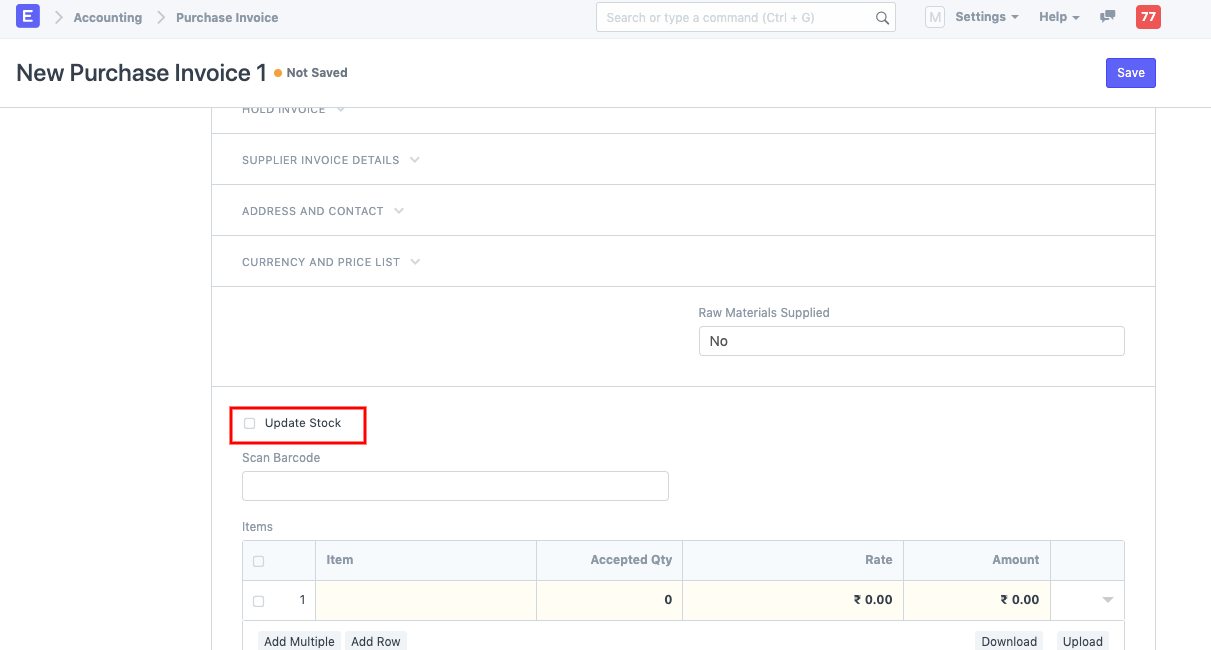 E Accounting Purchase Invoice Search or type a command (Ctrl + G) M Settings Help 77
New Purchase Invoice 1 Not Saved Save
HOLD INVOICE
SUPPLIER INVOICE DETAILS
ADDRESS AND CONTACT
CURRENCY AND PRICE LIST
Raw Materials Supplied
No
Update Stock
Scan Barcode
Items
Item Accepted Qty Rate Amount
1 0 ₹ 0.00 ₹ 0.00
Add Multiple Add Row Download Upload